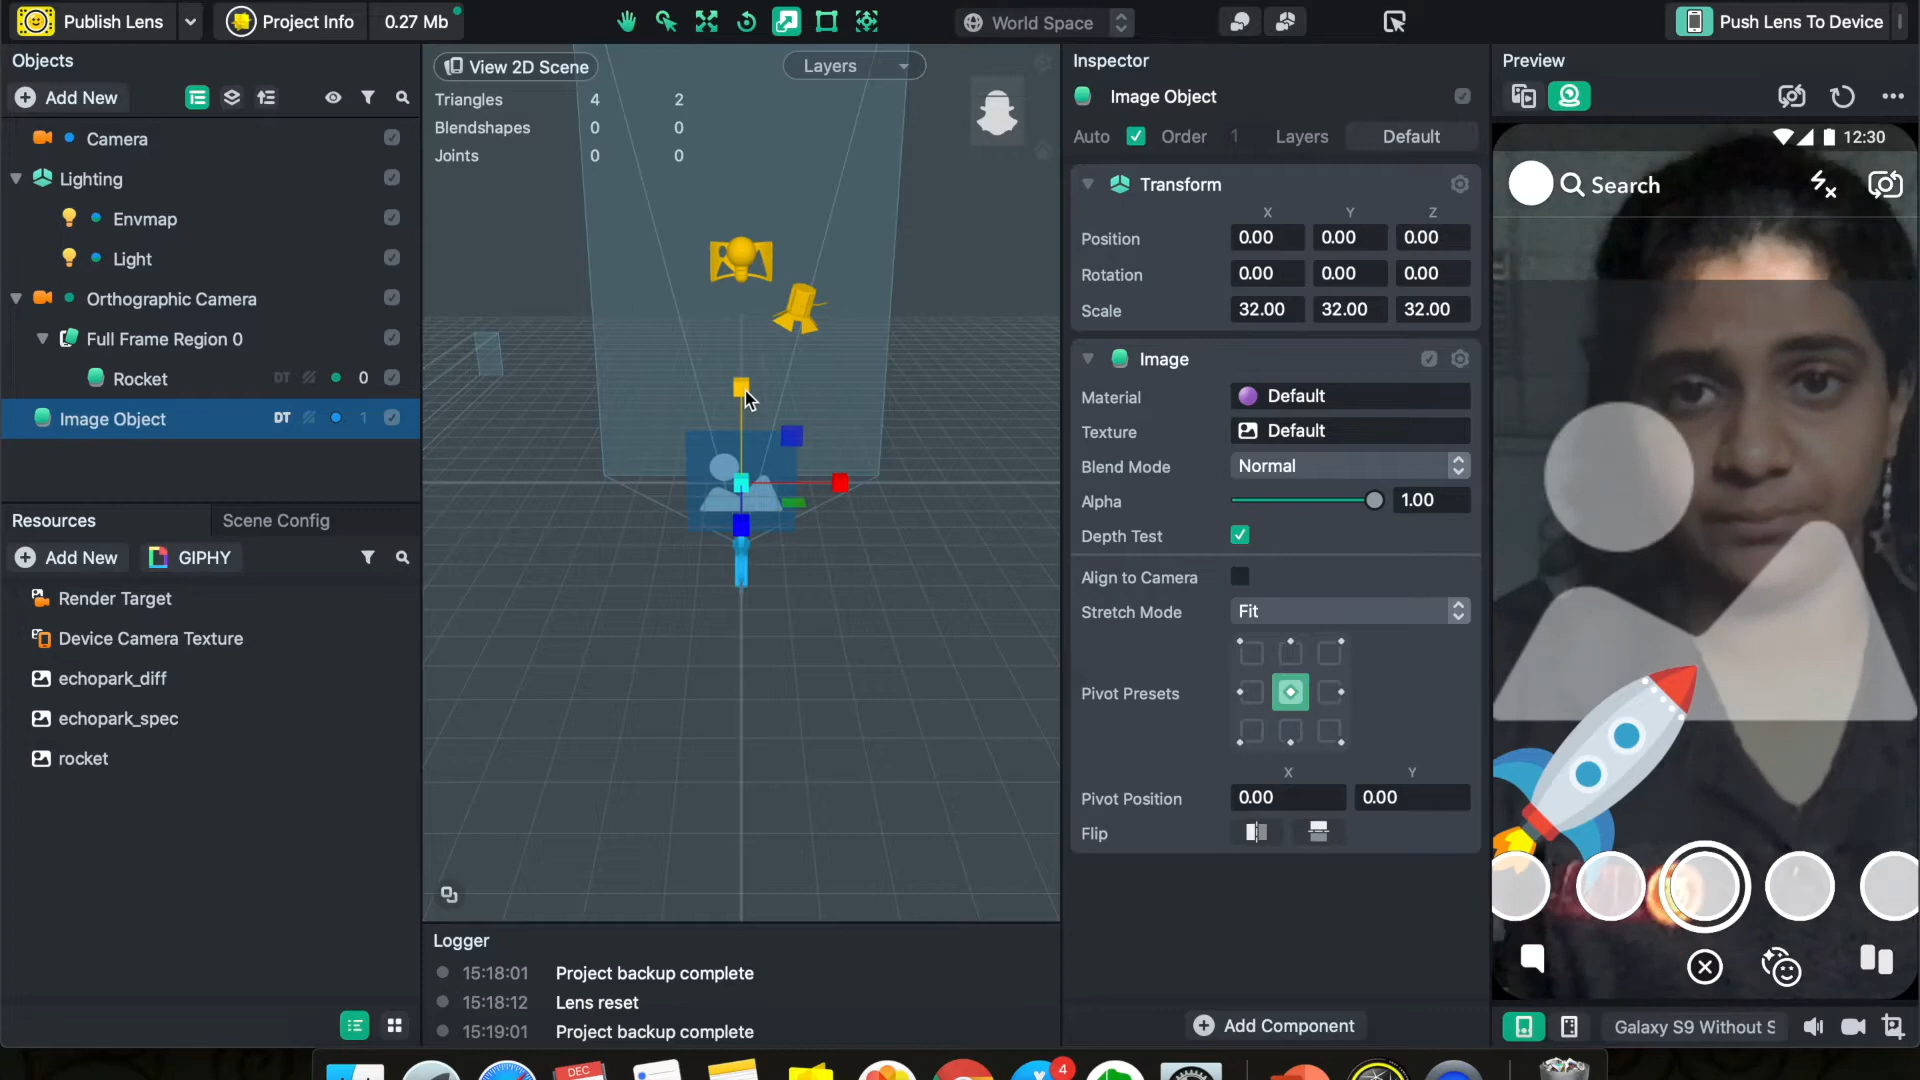 Publish Lens
Project Info
0.27 Mb
World Space
Push Lens To Device
Objects
Add New
Camera
Lighting
Envmap
Light
Orthographic Camera
Full Frame Region 0
Rocket DT 0
Image Object DT 1
Resources
Scene Config
Add New
GIPHY
Render Target
Device Camera Texture
echopark_diff
echopark_spec
rocket
View 2D Scene
Layers
Triangles 4 2
Blendshapes 0 0
Joints 0 0
Logger
15:18:01 Project backup complete
15:18:12 Lens reset
15:19:01 Project backup complete
Inspector
Image Object
Auto Order 1 Layers Default
Transform
X Y Z
Position 0.00 0.00 0.00
Rotation 0.00 0.00 0.00
Scale 32.00 32.00 32.00
Image
Material Default
Texture Default
Blend Mode Normal
Alpha 1.00
Depth Test
Align to Camera
Stretch Mode Fit
Pivot Presets
X Y
Pivot Position 0.00 0.00
Flip
Add Component
Preview
12:30
Search
Galaxy S9 Without S
DEC
4